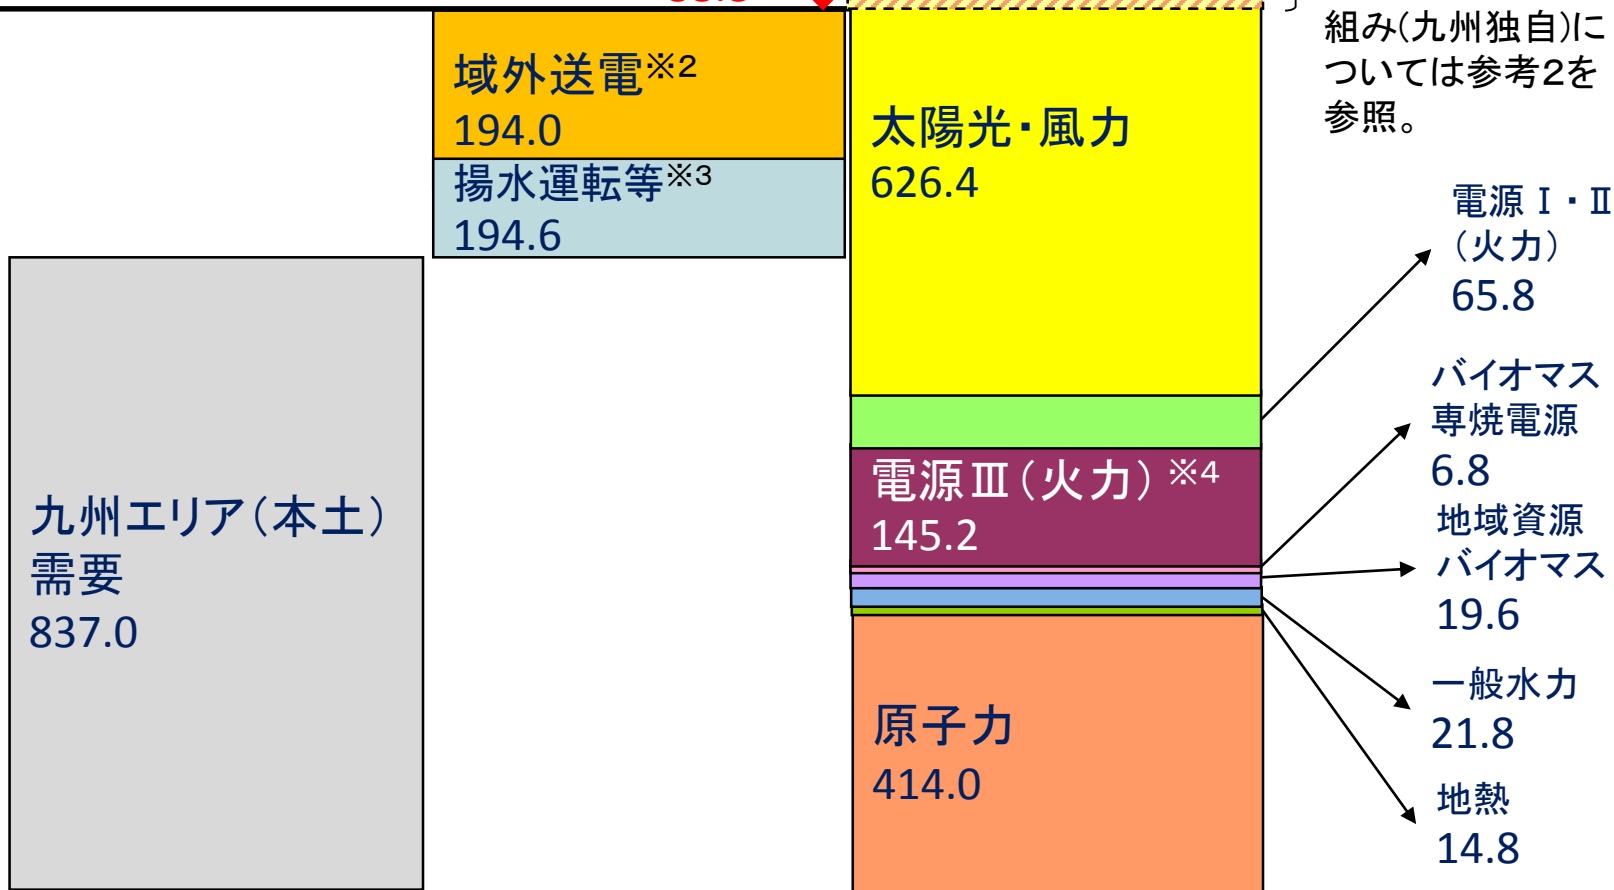 組み(九州独自)に
ついては参考2を
参照。
域外送電※2
194.0
揚水運転等※3
194.6
太陽光・風力
626.4
電源Ⅰ・Ⅱ
(火力)
65.8
バイオマス
専焼電源
6.8
電源Ⅲ(火力)※4
145.2
地域資源
バイオマス
19.6
九州エリア(本土)
需要
837.0
一般水力
21.8
原子力
414.0
地熱
14.8